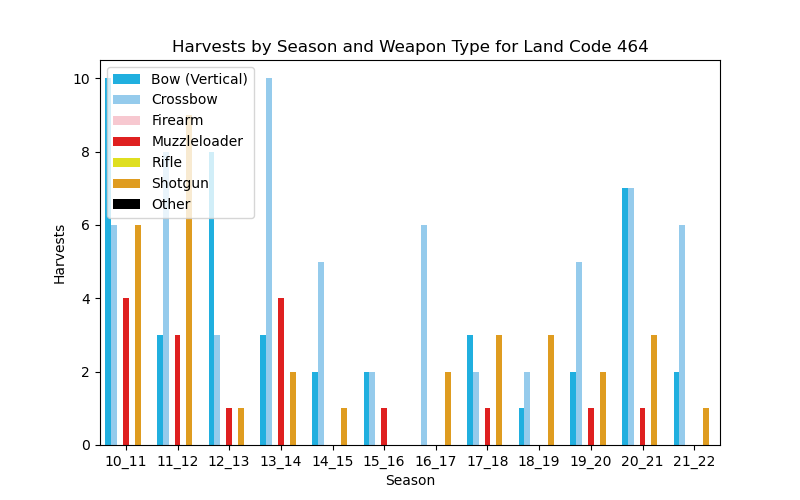 Harvests by Season and Weapon Type for Land Code 464
10
8
6
4
2
0
Harvests
Bow (Vertical)
Crossbow
Firearm
Muzzleloader
Rifle
Shotgun
Other
10_11 11_12 12_13 13_14 14_15 15_16 16_17 17_18 18_19 19_20 20_21 21_22
Season